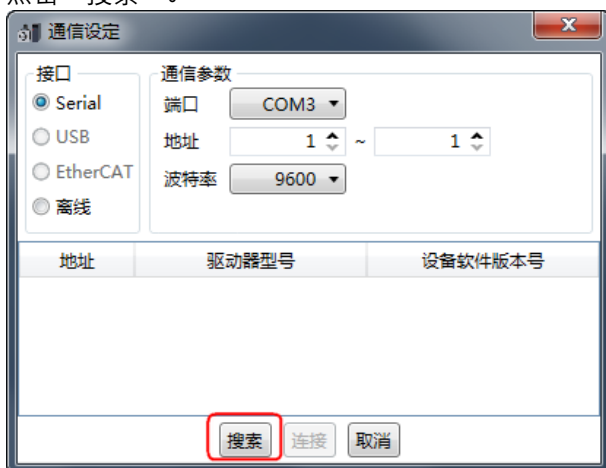 点击“搜索”。
通信设定
接口
通信参数
Serial
端口 COM3
USB
地址 1 ~ 1
EtherCAT
波特率 9600
离线
地址 驱动器型号 设备软件版本号
搜索 连接 取消